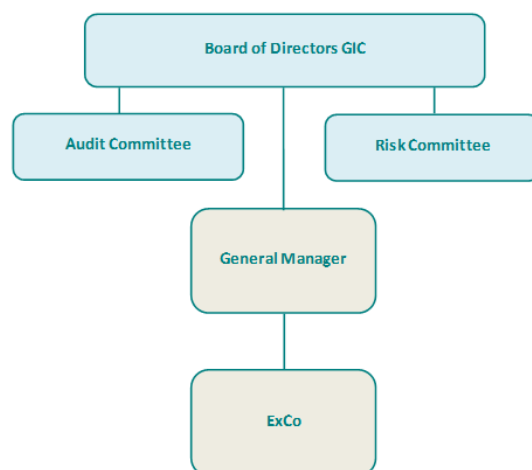 Board of Directors GIC
Audit Committee
Risk Committee
General Manager
ExCo